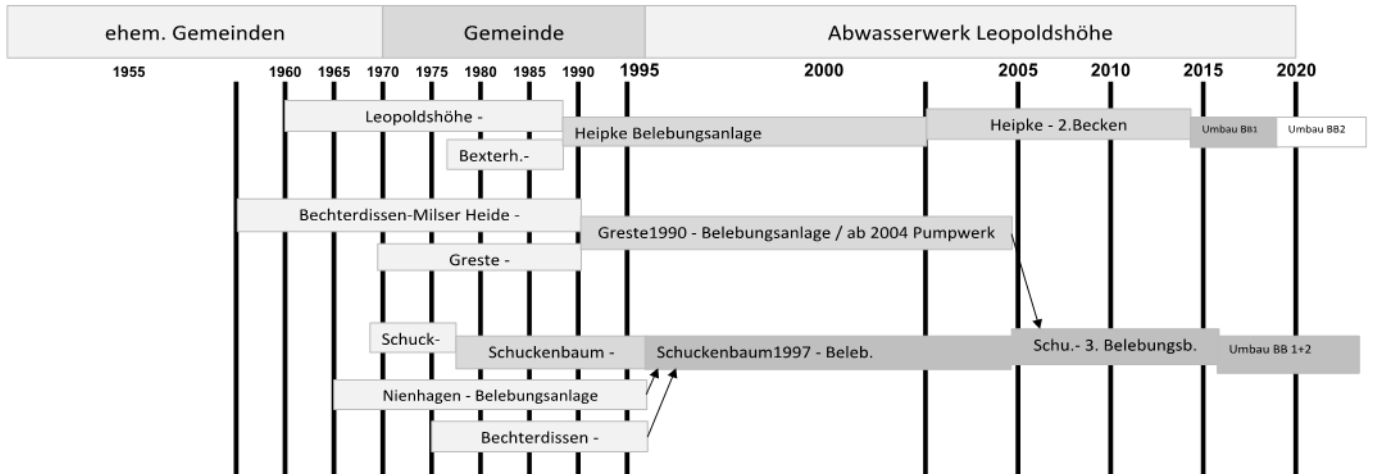 ehem. Gemeinden Gemeinde Abwasserwerk Leopoldshöhe
1955 1960 1965 1970 1975 1980 1985 1990 1995 2000 2005 2010 2015 2020
Leopoldshöhe -
Heipke Belebungsanlage
Heipke - 2.Becken
Umbau BB1
Umbau BB2
Bexterh.-
Bechterdissen-Milser Heide -
Greste1990 - Belebungsanlage / ab 2004 Pumpwerk
Greste -
Schuck-
Schuckenbaum -
Schuckenbaum1997 - Beleb.
Schu.- 3. Belebungsb.
Umbau BB 1+2
Nienhagen - Belebungsanlage
Bechterdissen -